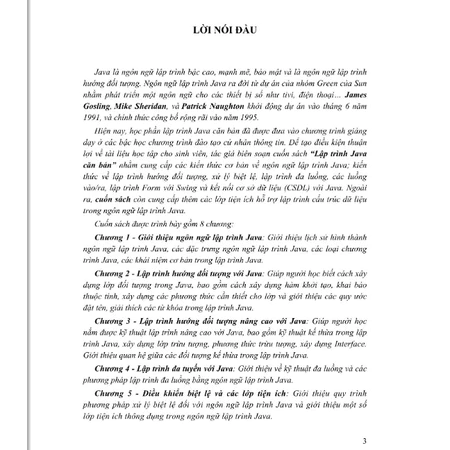 LỜI NÓI ĐẦU
Java là ngôn ngữ lập trình bậc cao, mạnh mẽ, bảo mật và là ngôn ngữ lập trình
hướng đối tượng. Ngôn ngữ lập trình Java ra đời từ dự án của nhóm Green của Sun
nhằm phát triển một ngôn ngữ cho các thiết bị số như tivi, điện thoại… James
Gosling, Mike Sheridan, và Patrick Naughton khởi động dự án vào tháng 6 năm
1991, và chính thức công bố rộng rãi vào năm 1995.
Hiện nay, học phần lập trình Java căn bản đã được đưa vào chương trình giảng
dạy ở các bậc học chương trình đào tạo cử nhân thông tin. Để tạo điều kiện thuận
lợi về tài liệu học tập cho sinh viên, tác giả biên soạn cuốn sách “Lập trình Java
căn bản” nhằm cung cấp các kiến thức cơ bản về ngôn ngữ lập trình Java; kiến
thức về lập trình hướng đối tượng, xử lý biệt lệ, lập trình đa luồng, các luồng
vào/ra, lập trình Form với Swing và kết nối cơ sở dữ liệu (CSDL) với Java. Ngoài
ra, cuốn sách còn cung cấp thêm các lớp tiện ích hỗ trợ lập trình cấu trúc dữ liệu
trong ngôn ngữ lập trình Java.
Cuốn sách được trình bày gồm 8 chương:
Chương 1 - Giới thiệu ngôn ngữ lập trình Java: Giới thiệu lịch sử hình thành
ngôn ngữ lập trình Java, các đặc trưng ngôn ngữ lập trình Java, các loại chương
trình Java, các khái niệm cơ bản trong lập trình Java.
Chương 2 - Lập trình hướng đối tượng với Java: Giúp người học biết cách xây
dựng lớp đối tượng trong Java, bao gồm cách xây dựng hàm khởi tạo, khai báo
thuộc tính, xây dựng các phương thức cần thiết cho lớp và giới thiệu các quy ước
đặt tên, giải thích các từ khóa trong lập trình Java.
Chương 3 - Lập trình hướng đối tượng nâng cao với Java: Giúp người học
nắm được kỹ thuật lập trình nâng cao với Java, bao gồm kỹ thuật kế thừa trong lập
trình Java, xây dựng lớp trừu tượng, phương thức trừu tượng, xây dựng Interface.
Giới thiệu quan hệ giữa các đối tượng kế thừa trong lập trình Java.
Chương 4 - Lập trình đa tuyến với Java: Giới thiệu về kỹ thuật đa luồng và các
phương pháp lập trình đa luồng bằng ngôn ngữ lập trình Java.
Chương 5 - Điều khiển biệt lệ và các lớp tiện ích: Giới thiệu quy trình
phương pháp xử lý biệt lệ đối với ngôn ngữ lập trình Java và giới thiệu một số
lớp tiện ích thông dụng trong ngôn ngữ lập trình Java.
3